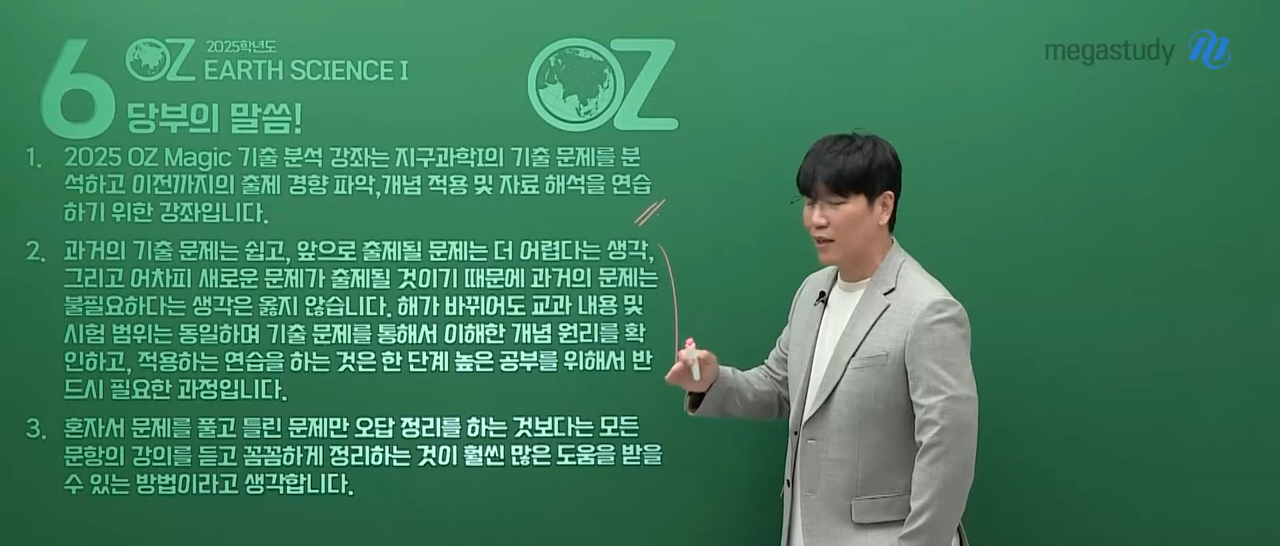 6
OZ
2025학년도
EARTH SCIENCE I
당부의 말씀!
OZ
megastudy
1. 2025 OZ Magic 기출 분석 강좌는 지구과학I의 기출 문제를 분
석하고 이전까지의 출제 경향 파악,개념 적용 및 자료 해석을 연습
하기 위한 강좌입니다.
2. 과거의 기출 문제는 쉽고, 앞으로 출제될 문제는 더 어렵다는 생각,
그리고 어차피 새로운 문제가 출제될 것이기 때문에 과거의 문제는
불필요하다는 생각은 옳지 않습니다. 해가 바뀌어도 교과 내용 및
시험 범위는 동일하며 기출 문제를 통해서 이해한 개념 원리를 확
인하고, 적용하는 연습을 하는 것은 한 단계 높은 공부를 위해서 반
드시 필요한 과정입니다.
3. 혼자서 문제를 풀고 틀린 문제만 오답 정리를 하는 것보다는 모든
문항의 강의를 듣고 꼼꼼하게 정리하는 것이 훨씬 많은 도움을 받을
수 있는 방법이라고 생각합니다.